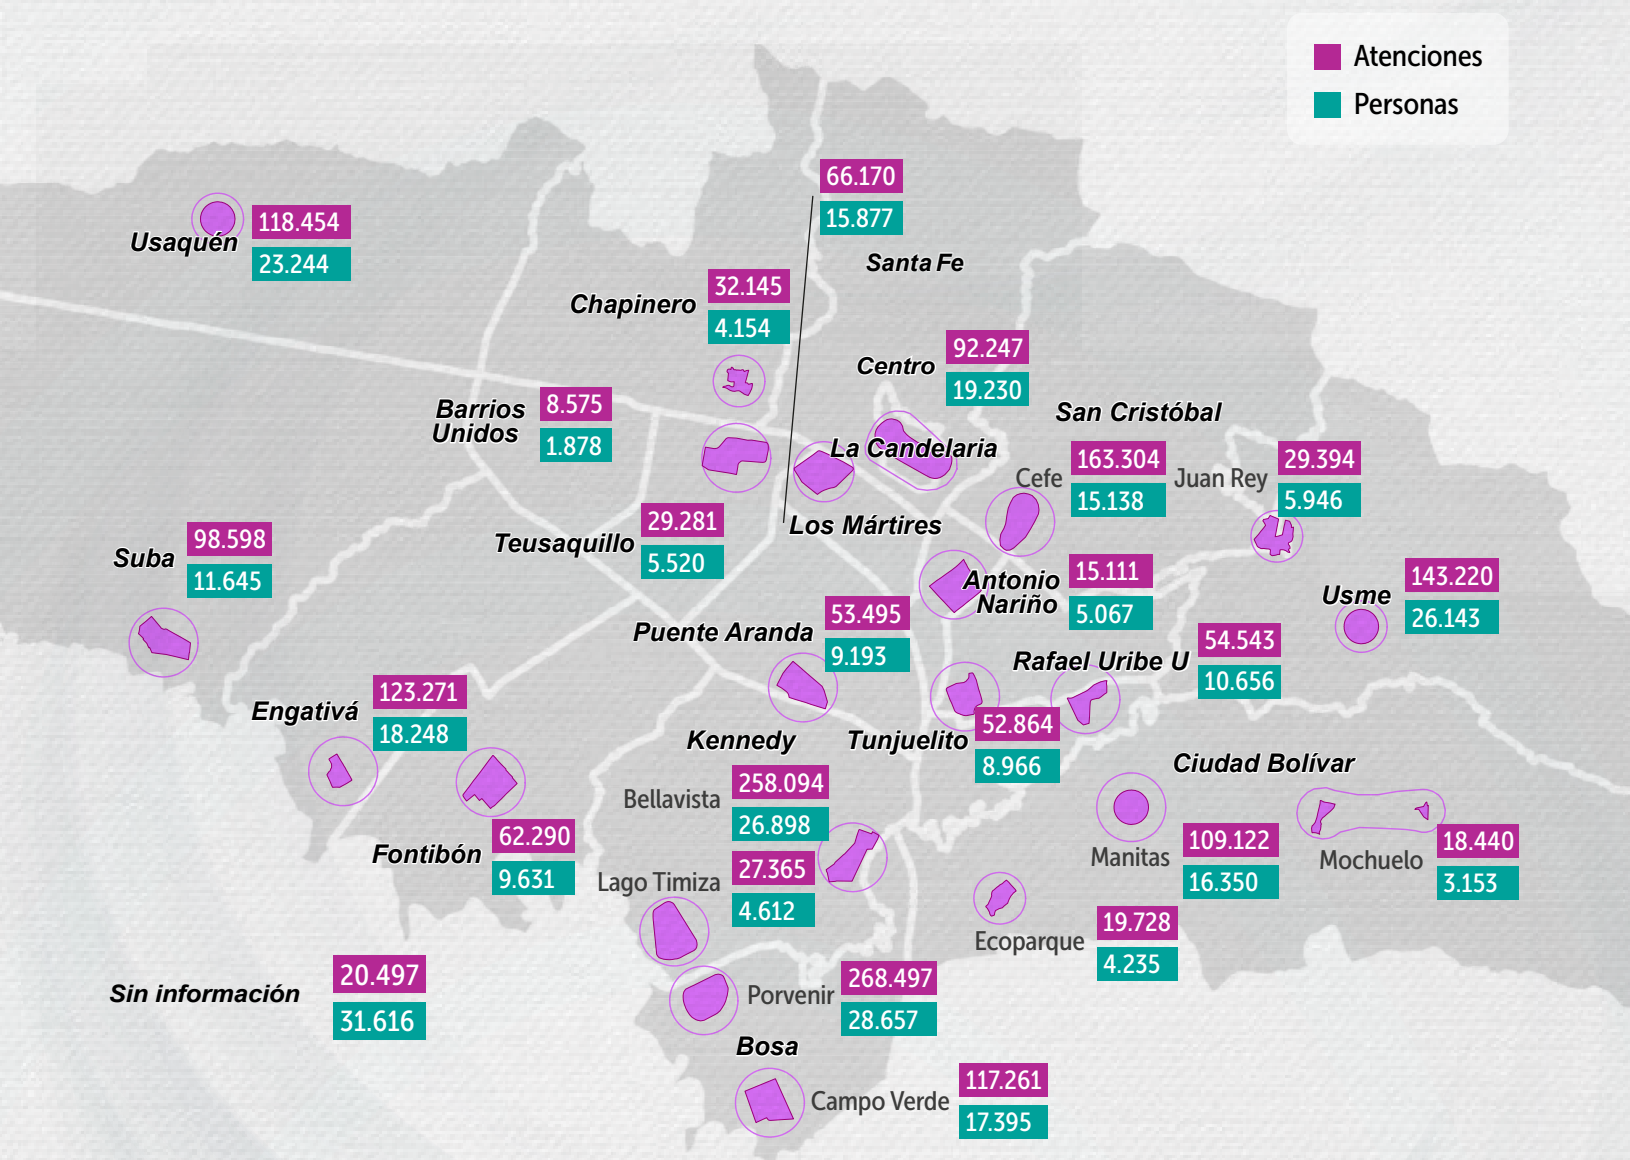 Atenciones
Personas
66.170
15.877
Santa Fe
Usaquén
118.454
23.244
Chapinero
32.145
4.154
Centro
92.247
19.230
Barrios
Unidos
8.575
1.878
San Cristóbal
La Candelaria
Cefe
163.304
15.138
Juan Rey
29.394
5.946
Teusaquillo
29.281
5.520
Los Mártires
Suba
98.598
11.645
Antonio
Nariño
15.111
5.067
Usme
143.220
26.143
Puente Aranda
53.495
9.193
Rafael Uribe U
54.543
10.656
Engativá
123.271
18.248
Kennedy
Bellavista
258.094
26.898
Lago Timiza
27.365
4.612
Tunjuelito
52.864
8.966
Ciudad Bolívar
Manitas
109.122
16.350
Mochuelo
18.440
3.153
Ecoparque
19.728
4.235
Fontibón
62.290
9.631
Sin información
20.497
31.616
Porvenir
268.497
28.657
Bosa
Campo Verde
117.261
17.395